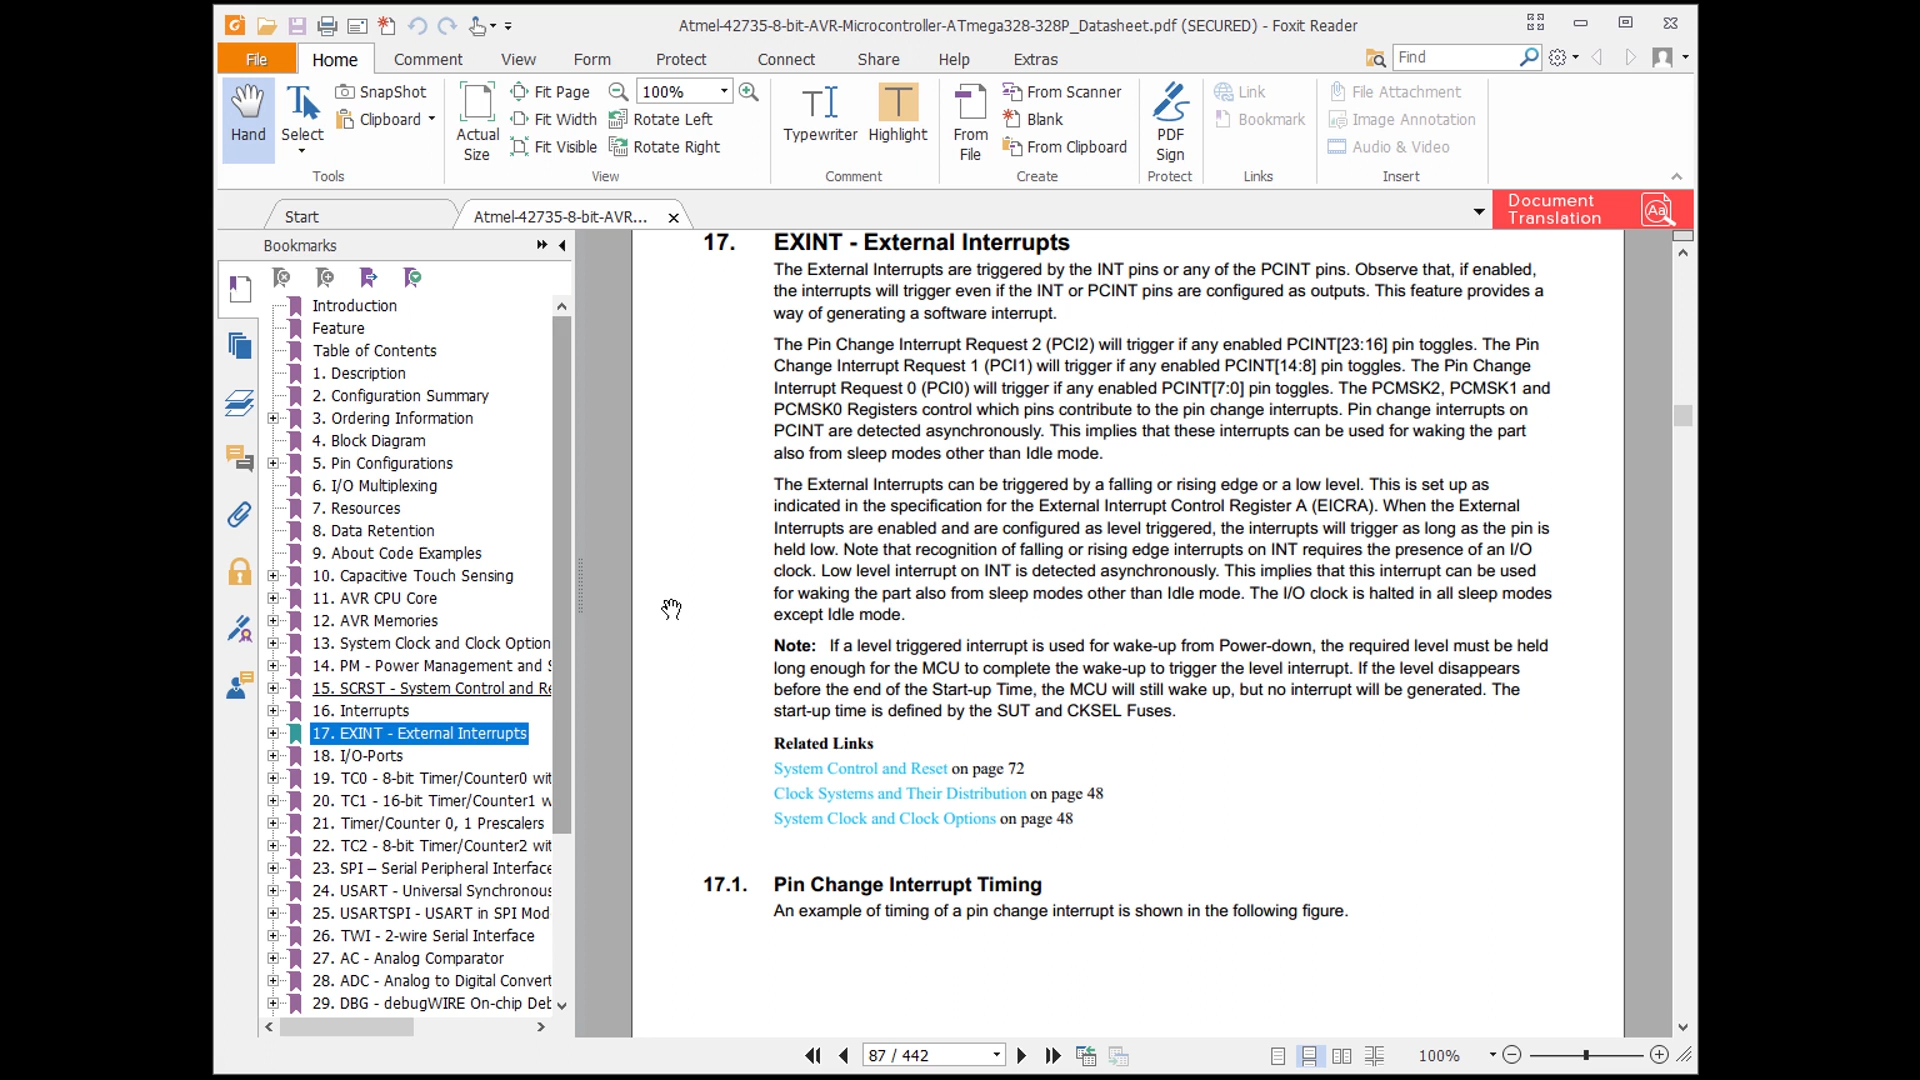 Atmel-42735-8-bit-AVR-Microcontroller-ATmega328-328P_Datasheet.pdf (SECURED) - Foxit Reader
File Home Comment View Form Protect Connect Share Help Extras Find
Hand
Select
SnapShot
Clipboard
Tools
Actual
Size
Fit Page
Fit Width
Fit Visible
100%
Rotate Left
Rotate Right
View
Typewriter
Highlight
Comment
From
File
From Scanner
Blank
From Clipboard
Create
PDF
Sign
Protect
Link
Bookmark
Links
File Attachment
Image Annotation
Audio & Video
Insert
Start
Atmel-42735-8-bit-AVR...
Document
Translation
Bookmarks
Introduction
Feature
Table of Contents
1. Description
2. Configuration Summary
3. Ordering Information
4. Block Diagram
5. Pin Configurations
6. I/O Multiplexing
7. Resources
8. Data Retention
9. About Code Examples
10. Capacitive Touch Sensing
11. AVR CPU Core
12. AVR Memories
13. System Clock and Clock Option
14. PM - Power Management and S
15. SCRST - System Control and Re
16. Interrupts
17. EXINT - External Interrupts
18. I/O-Ports
19. TC0 - 8-bit Timer/Counter0 wit
20. TC1 - 16-bit Timer/Counter1 w
21. Timer/Counter 0, 1 Prescalers
22. TC2 - 8-bit Timer/Counter2 wit
23. SPI – Serial Peripheral Interface
24. USART - Universal Synchronous
25. USARTSPI - USART in SPI Mod
26. TWI - 2-wire Serial Interface
27. AC - Analog Comparator
28. ADC - Analog to Digital Convert
29. DBG - debugWIRE On-chip Deb
17. EXINT - External Interrupts
The External Interrupts are triggered by the INT pins or any of the PCINT pins. Observe that, if enabled,
the interrupts will trigger even if the INT or PCINT pins are configured as outputs. This feature provides a
way of generating a software interrupt.
The Pin Change Interrupt Request 2 (PCI2) will trigger if any enabled PCINT[23:16] pin toggles. The Pin
Change Interrupt Request 1 (PCI1) will trigger if any enabled PCINT[14:8] pin toggles. The Pin Change
Interrupt Request 0 (PCI0) will trigger if any enabled PCINT[7:0] pin toggles. The PCMSK2, PCMSK1 and
PCMSK0 Registers control which pins contribute to the pin change interrupts. Pin change interrupts on
PCINT are detected asynchronously. This implies that these interrupts can be used for waking the part
also from sleep modes other than Idle mode.
The External Interrupts can be triggered by a falling or rising edge or a low level. This is set up as
indicated in the specification for the External Interrupt Control Register A (EICRA). When the External
Interrupts are enabled and are configured as level triggered, the interrupts will trigger as long as the pin is
held low. Note that recognition of falling or rising edge interrupts on INT requires the presence of an I/O
clock. Low level interrupt on INT is detected asynchronously. This implies that this interrupt can be used
for waking the part also from sleep modes other than Idle mode. The I/O clock is halted in all sleep modes
except Idle mode.
Note: If a level triggered interrupt is used for wake-up from Power-down, the required level must be held
long enough for the MCU to complete the wake-up to trigger the level interrupt. If the level disappears
before the end of the Start-up Time, the MCU will still wake up, but no interrupt will be generated. The
start-up time is defined by the SUT and CKSEL Fuses.
Related Links
System Control and Reset on page 72
Clock Systems and Their Distribution on page 48
System Clock and Clock Options on page 48
17.1. Pin Change Interrupt Timing
An example of timing of a pin change interrupt is shown in the following figure.
87 / 442
100%